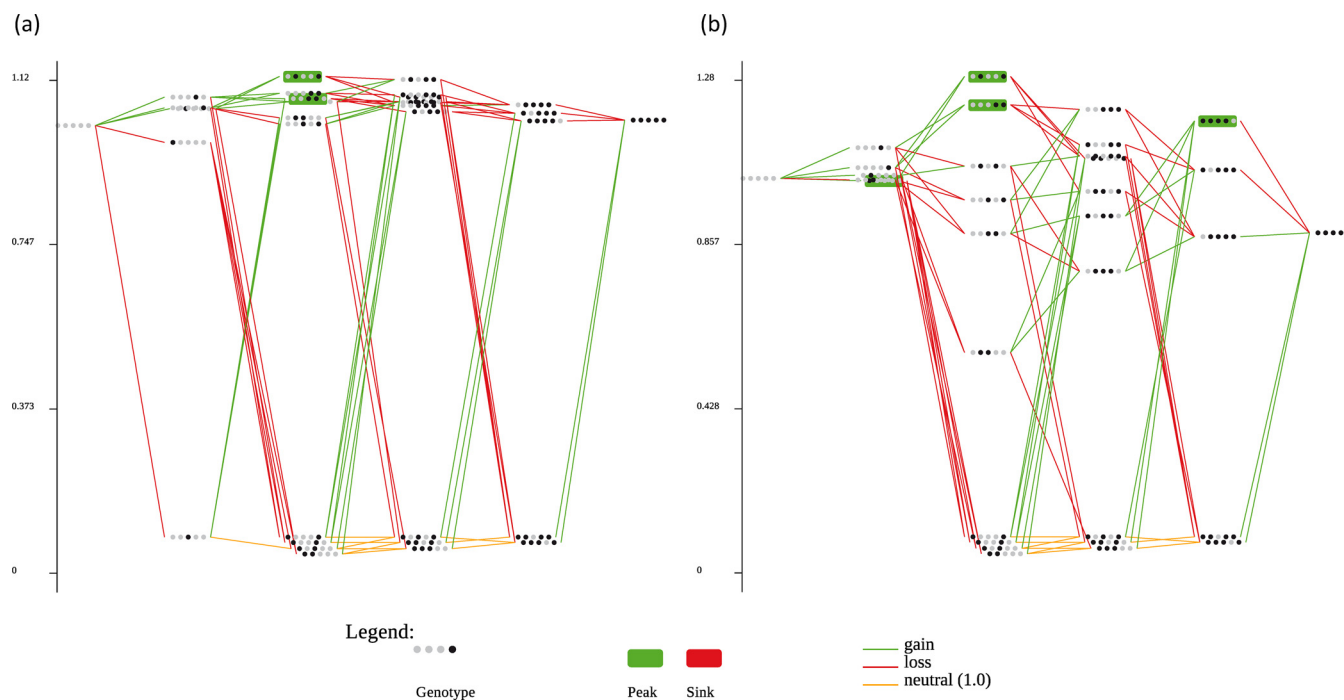 (a)
(b)
1.12
0.747
0.373
0
1.28
0.857
0.428
0
Legend:
Genotype
Peak
Sink
gain
loss
neutral (1.0)